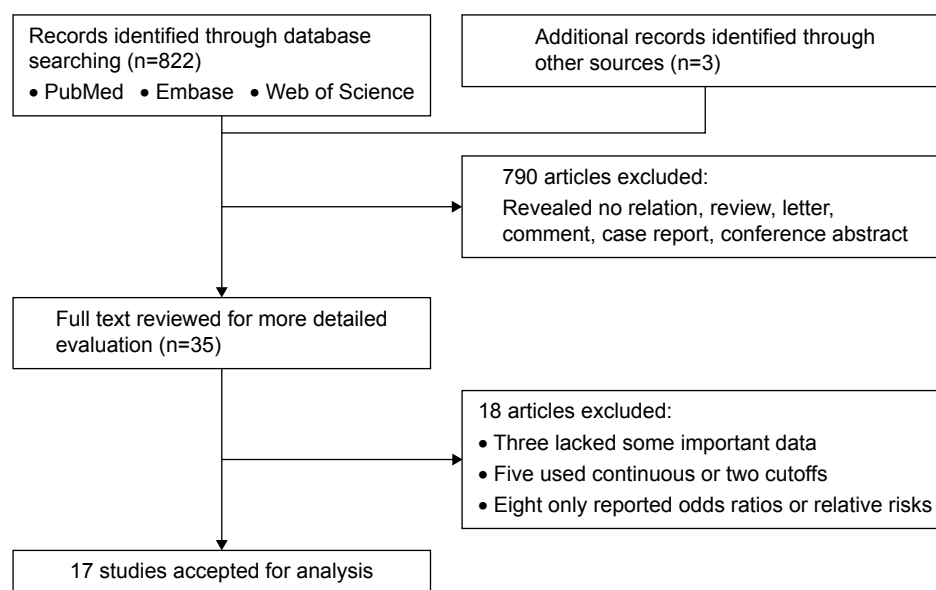 Records identified through database
searching (n=822)
• PubMed • Embase • Web of Science
Additional records identified through
other sources (n=3)
790 articles excluded:
Revealed no relation, review, letter,
comment, case report, conference abstract
Full text reviewed for more detailed
evaluation (n=35)
18 articles excluded:
• Three lacked some important data
• Five used continuous or two cutoffs
• Eight only reported odds ratios or relative risks
17 studies accepted for analysis